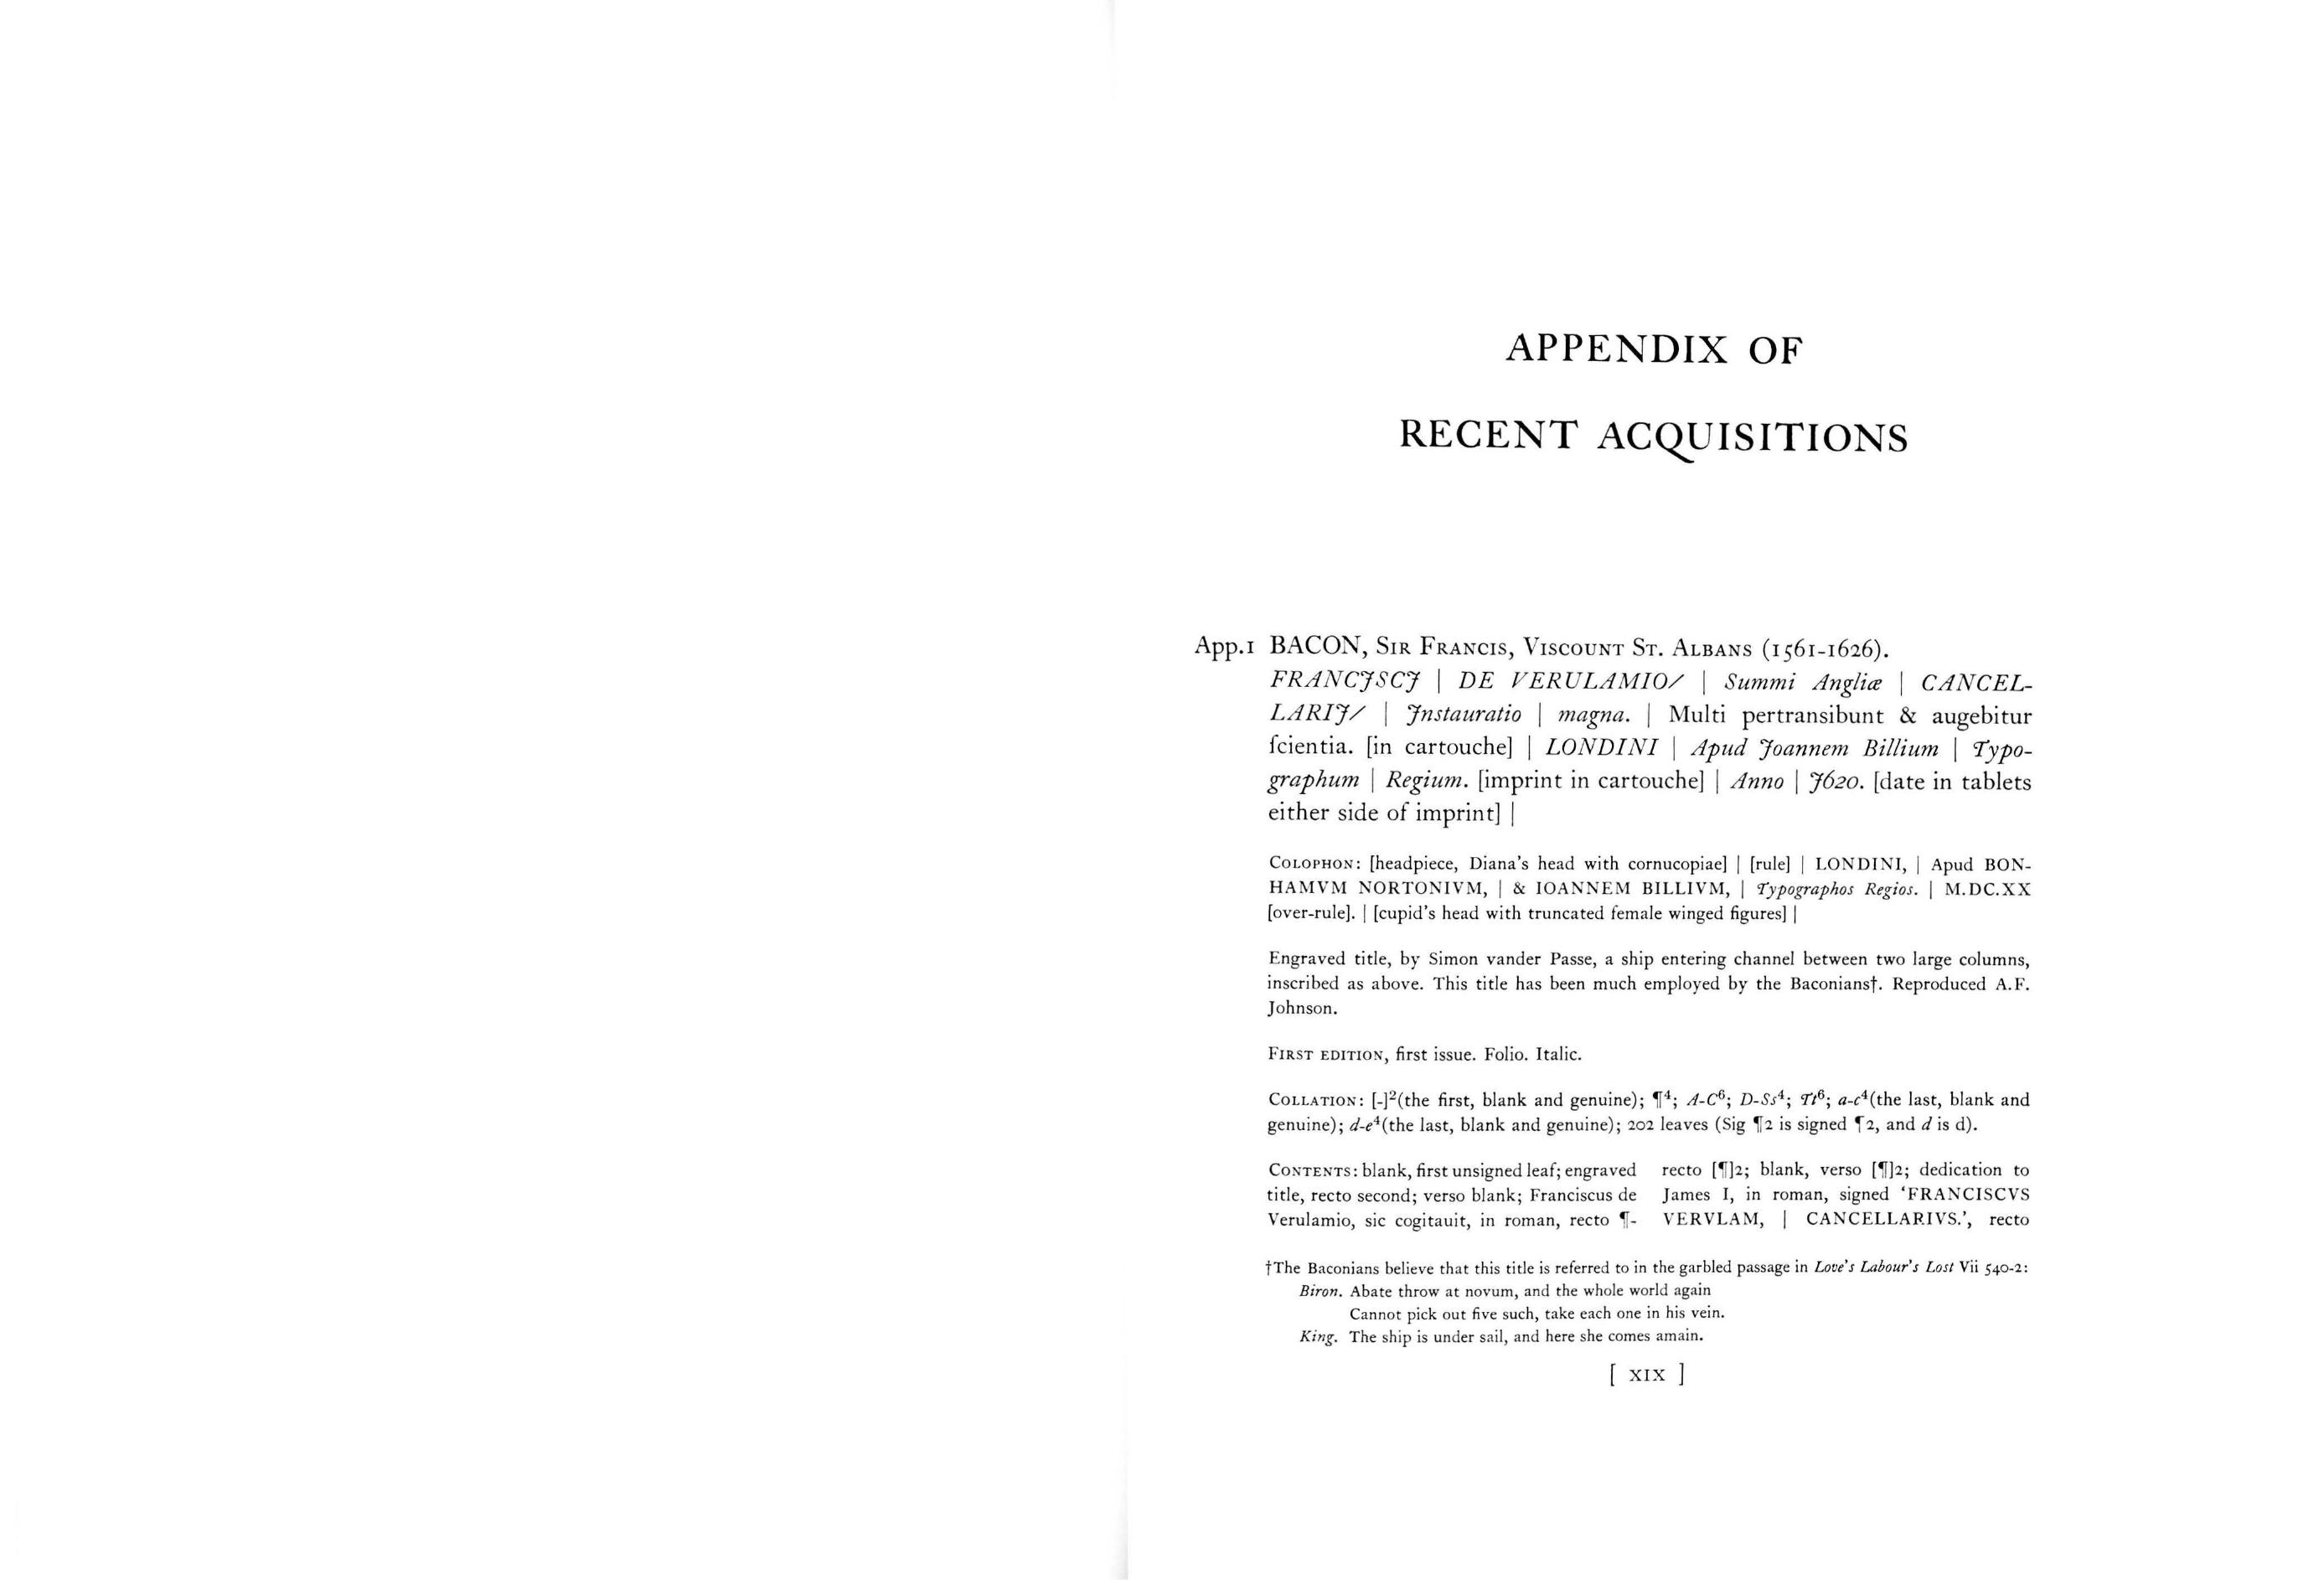 APPENDIX OF
RECENT ACQUISITIONS
App.1 BACON, SIR FRANCIS, VISCOUNT ST. ALBANS (1561-1626).
FRANCJSCJ | DE VERULAMIO/ | Summi Angliæ | CANCEL-
LARIJ/ | Jnstauratio | magna. | Multi pertransibunt & augebitur
ſcientia. [in cartouche] | LONDINI | Apud Joannem Billium | Typo-
graphum | Regium. [imprint in cartouche] | Anno | J620. [date in tablets
either side of imprint] |
COLOPHON: [headpiece, Diana's head with cornucopiae] | [rule] | LONDINI, | Apud BON-
HAMVM NORTONIVM, | & IOANNEM BILLIVM, | Typographos Regios. | M.DC.XX
[over-rule]. | [cupid's head with truncated female winged figures] |
Engraved title, by Simon vander Passe, a ship entering channel between two large columns,
inscribed as above. This title has been much employed by the Baconians†. Reproduced A.F.
Johnson.
FIRST EDITION, first issue. Folio. Italic.
COLLATION: [-]²(the first, blank and genuine); ¶⁴; A-C⁶; D-Ss⁴; Tt⁶; a-c⁴(the last, blank and
genuine); d-e⁴(the last, blank and genuine); 202 leaves (Sig ¶2 is signed ¶2, and d is d).
CONTENTS: blank, first unsigned leaf; engraved
title, recto second; verso blank; Franciscus de
Verulamio, sic cogitauit, in roman, recto ¶-
recto [¶]2; blank, verso [¶]2; dedication to
James I, in roman, signed 'FRANCISCVS
VERVLAM, | CANCELLARIVS.', recto
†The Baconians believe that this title is referred to in the garbled passage in Love's Labour's Lost Vii 540-2:
Biron. Abate throw at novum, and the whole world again
Cannot pick out five such, take each one in his vein.
King. The ship is under sail, and here she comes amain.
[ XIX ]